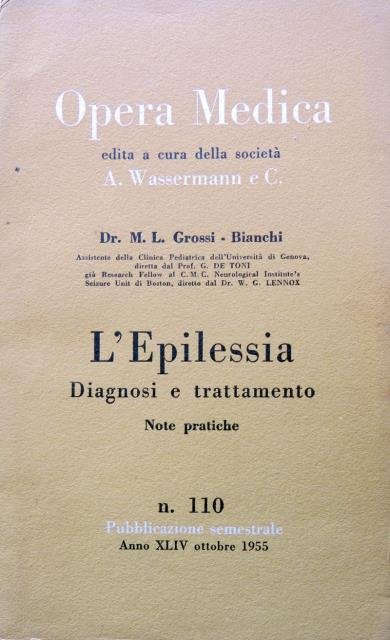 Opera Medica
edita a cura della società
A. Wassermann e C.
Dr. M. L. Grossi - Bianchi
Assistente della Clinica Pediatrica dell'Università di Genova,
diretta dal Prof. G. DE TONI
già Research Fellow al C. M. C. Neurological Institute's
Seizure Unit di Boston, diretto dal Dr. W. G. LENNOX
L'Epilessia
Diagnosi e trattamento
Note pratiche
n. 110
Pubblicazione semestrale
Anno XLIV ottobre 1955